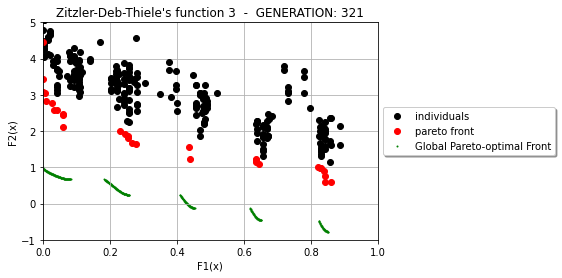 Zitzler-Deb-Thiele's function 3  -  GENERATION: 321
F2(x)
5
4
3
2
1
0
−1
0.0 0.2 0.4 0.6 0.8 1.0
F1(x)
individuals
pareto front
Global Pareto-optimal Front